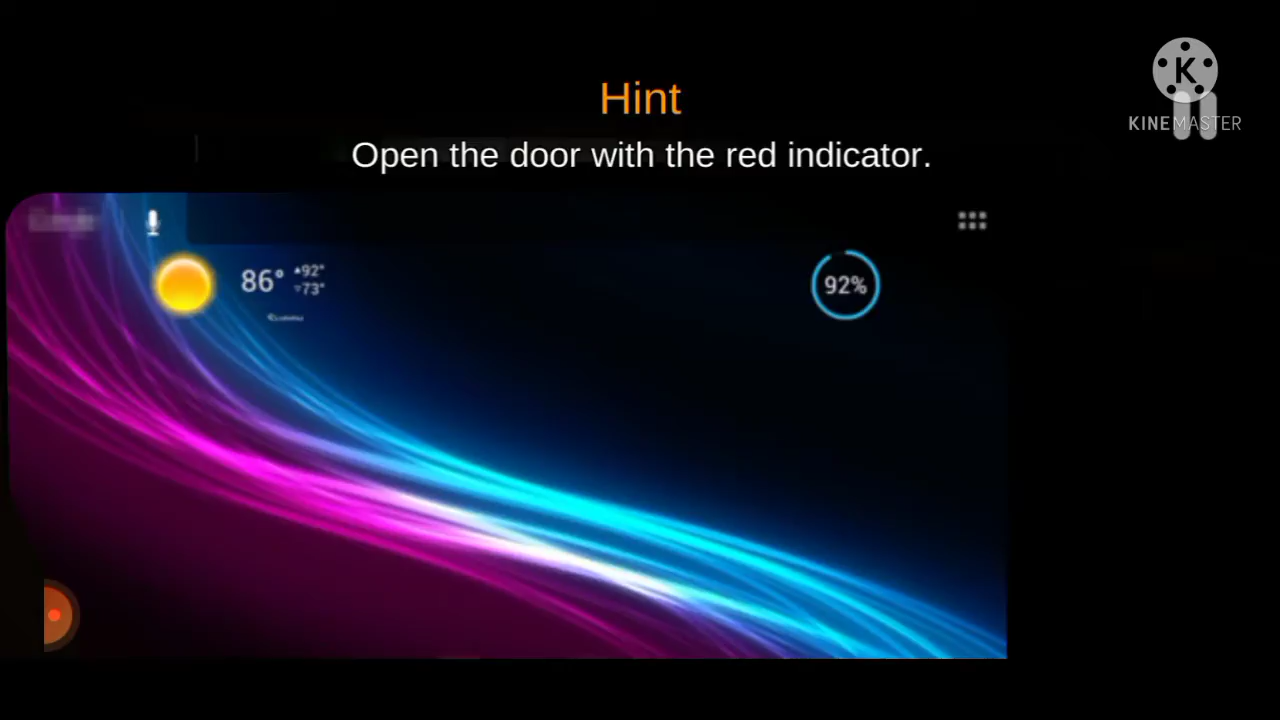 Hint
KINEMASTER
Open the door with the red indicator.
86° ▲92°
▽73°
92%